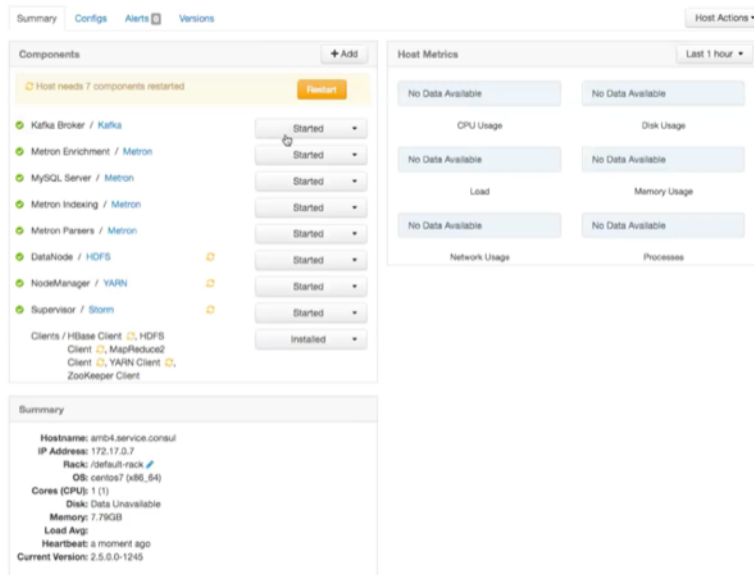 Summary Configs Alerts 0 Versions
Host Actions
Components
+ Add
Host needs 7 components restarted
Restart
Kafka Broker / Kafka
Started
Metron Enrichment / Metron
Started
MySQL Server / Metron
Started
Metron Indexing / Metron
Started
Metron Parsers / Metron
Started
DataNode / HDFS
Started
NodeManager / YARN
Started
Supervisor / Storm
Started
Clients / HBase Client , HDFS
Client , MapReduce2
Client , YARN Client ,
ZooKeeper Client
Installed
Host Metrics
Last 1 hour
No Data Available
No Data Available
CPU Usage
Disk Usage
No Data Available
No Data Available
Load
Memory Usage
No Data Available
No Data Available
Network Usage
Processes
Summary
Hostname: amb4.service.consul
IP Address: 172.17.0.7
Rack: /default-rack
OS: centos7 (x86_64)
Cores (CPU): 1 (1)
Disk: Data Unavailable
Memory: 7.79GB
Load Avg:
Heartbeat: a moment ago
Current Version: 2.5.0.0-1245